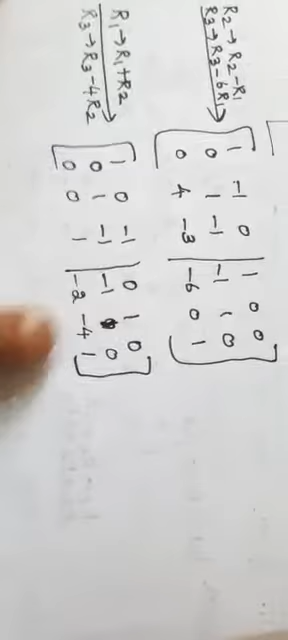 R2→R2-R1
R3→R3-6R1
1 -1 0 | 1 0 0
0 1 -1 | -1 1 0
0 4 -3 | -6 0 1
R1→R1+R2
R3→R3-4R2
1 0 -1 | 0 1 0
0 1 -1 | -1 0
0 0 1 | -2 -4 1